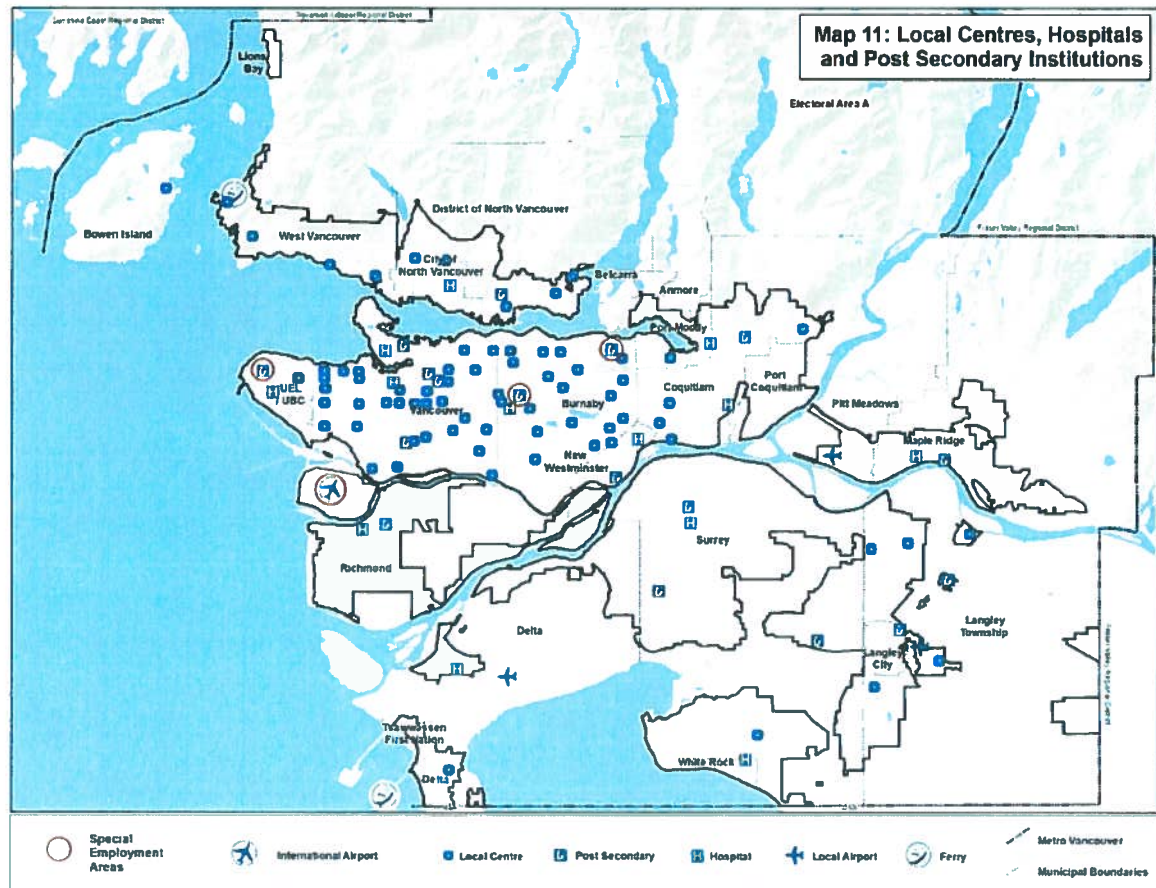 Map 11: Local Centres, Hospitals
and Post Secondary Institutions
Lions
Bay
Electoral Area A
Bowen Island
District of North Vancouver
West Vancouver
City of
North Vancouver
Belcarra
Anmore
Port Moody
UEL
UBC
Vancouver
Burnaby
Coquitlam
Port
Coquitlam
Pitt Meadows
Maple Ridge
New
Westminster
Richmond
Surrey
Delta
Langley
Township
Langley
City
Tsawwassen
First Nation
Delta
White Rock
Special
Employment
Areas
International Airport
Local Centre
Post Secondary
Hospital
Local Airport
Ferry
Metro Vancouver
Municipal Boundaries
H
H
H
H
H
H
H
H
H
H
H
H
H